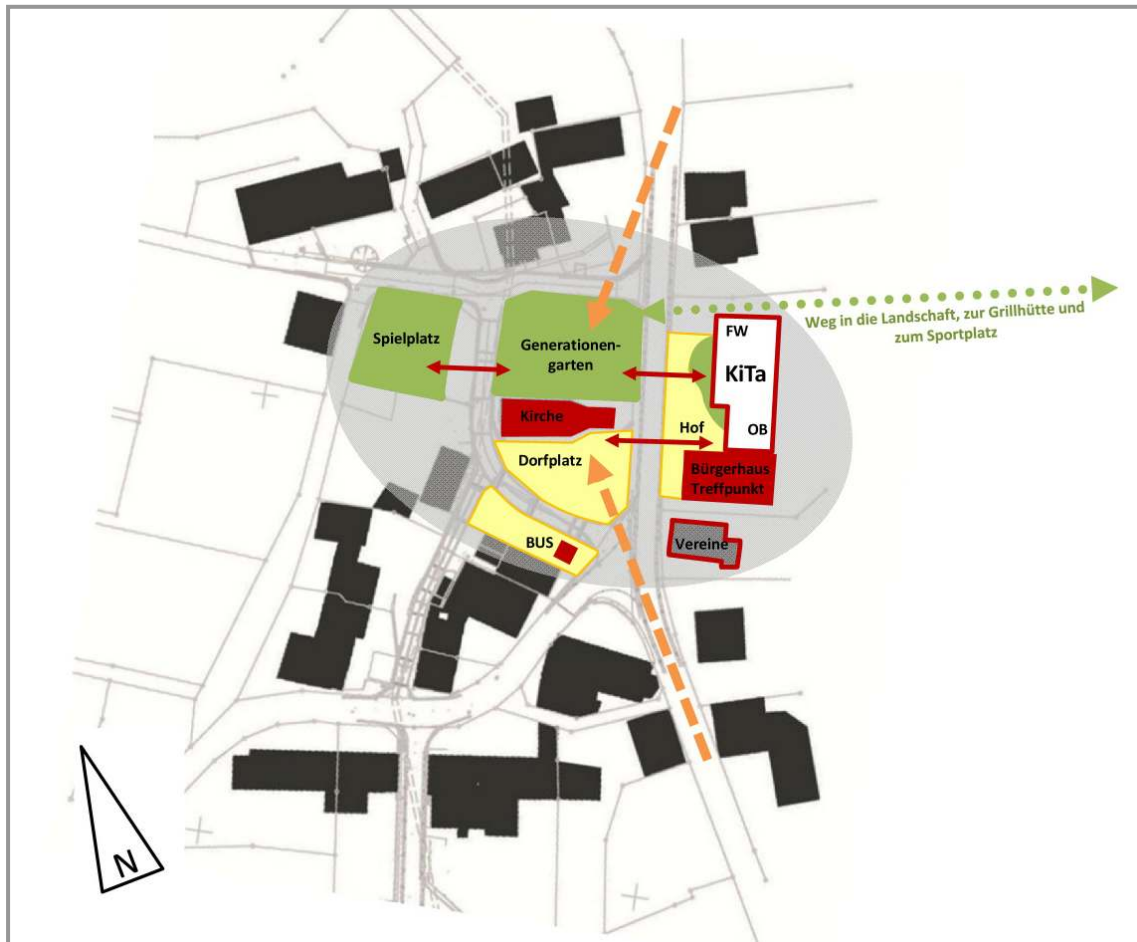 Weg in die Landschaft, zur Grillhütte und
zum Sportplatz
FW
Spielplatz
Generationen-
garten
KiTa
Kirche
Hof
OB
Dorfplatz
Bürgerhaus
Treffpunkt
BUS
Vereine
N